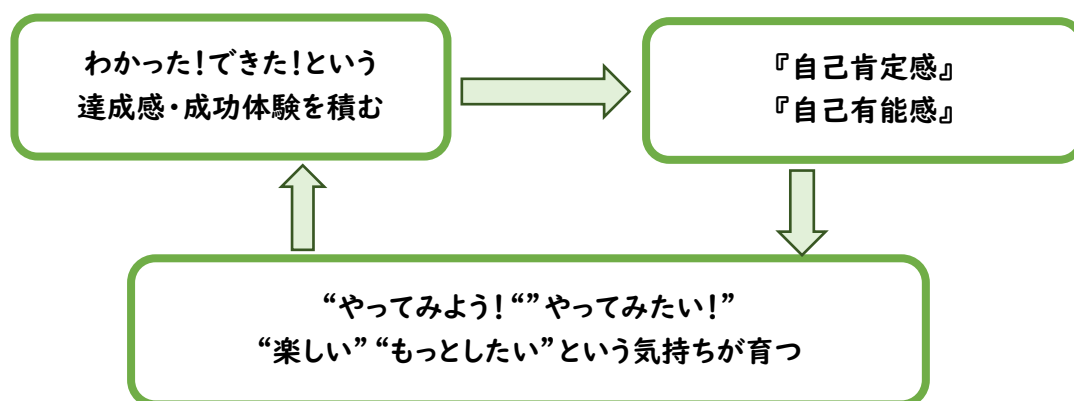 わかった！できた！という
達成感・成功体験を積む
『自己肯定感』
『自己有能感』
“やってみよう！“”やってみたい！”
“楽しい” “もっとしたい”という気持ちが育つ